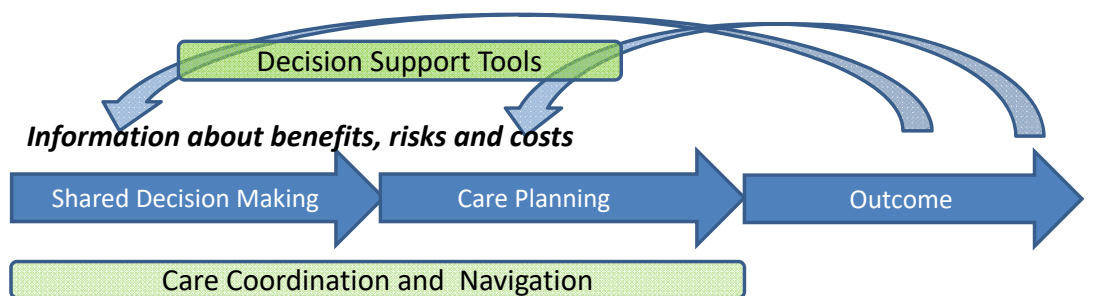 Decision Support Tools
Information about benefits, risks and costs
Shared Decision Making
Care Planning
Outcome
Care Coordination and  Navigation